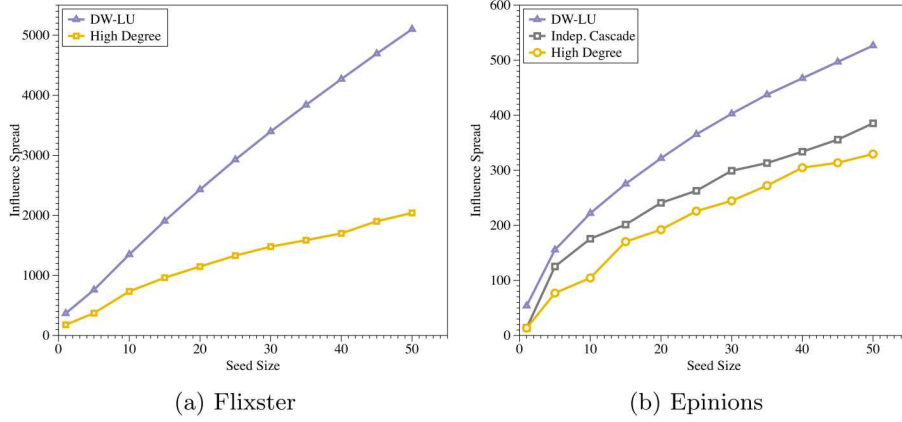 DW-LU
High Degree
Influence Spread
5000
4000
3000
2000
1000
0
0 10 20 30 40 50
Seed Size
(a) Flixster
DW-LU
Indep. Cascade
High Degree
Influence Spread
600
500
400
300
200
100
0
0 10 20 30 40 50
Seed Size
(b) Epinions